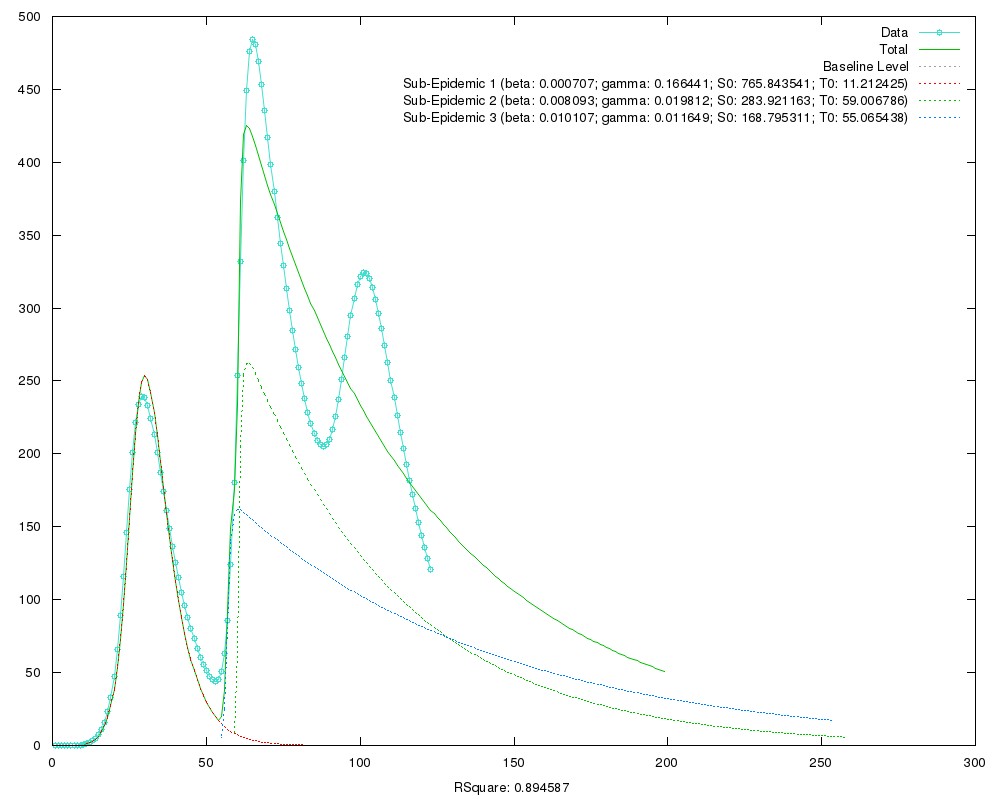 Data
Total
Baseline Level
Sub-Epidemic 1 (beta: 0.000707; gamma: 0.166441; S0: 765.843541; T0: 11.212425)
Sub-Epidemic 2 (beta: 0.008093; gamma: 0.019812; S0: 283.921163; T0: 59.006786)
Sub-Epidemic 3 (beta: 0.010107; gamma: 0.011649; S0: 168.795311; T0: 55.065438)
500
450
400
350
300
250
200
150
100
50
0
0 50 100 150 200 250 300
RSquare: 0.894587